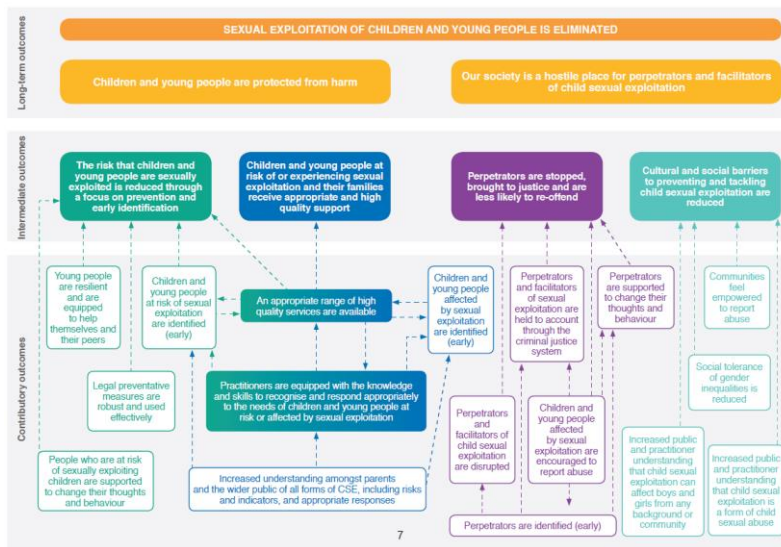 Long-term outcomes
SEXUAL EXPLOITATION OF CHILDREN AND YOUNG PEOPLE IS ELIMINATED
Children and young people are protected from harm
Our society is a hostile place for perpetrators and facilitators
of child sexual exploitation
Intermediate outcomes
The risk that children and
young people are sexually
exploited is reduced through
a focus on prevention and
early identification
Children and young people at
risk of or experiencing sexual
exploitation and their families
receive appropriate and high
quality support
Perpetrators are stopped,
brought to justice and are
less likely to re-offend
Cultural and social barriers
to preventing and tackling
child sexual exploitation are
reduced
Contributory outcomes
Young people
are resilient
and are
equipped
to help
themselves and
their peers
Children and
young people
at risk of sexual
exploitation
are identified
(early)
An appropriate range of high
quality services are available
Children and
young people
affected
by sexual
exploitation
are identified
(early)
Perpetrators
and facilitators
of sexual
exploitation are
held to account
through the
criminal justice
system
Perpetrators
are supported
to change their
thoughts and
behaviour
Communities
feel
empowered
to report
abuse
Legal preventative
measures are
robust and used
effectively
Practitioners are equipped with the knowledge
and skills to recognise and respond appropriately
to the needs of children and young people at
risk or affected by sexual exploitation
Social tolerance
of gender
inequalities is
reduced
Perpetrators
and facilitators
of child sexual
exploitation
are disrupted
Children and
young people
affected
by sexual
exploitation are
encouraged to
report abuse
People who are at risk
of sexually exploiting
children are supported
to change their thoughts
and behaviour
Increased understanding amongst parents
and the wider public of all forms of CSE, including risks
and indicators, and appropriate responses
Increased public
and practitioner
understanding
that child sexual
exploitation can
affect boys and
girls from any
background or
community
Increased public
and practitioner
understanding
that child sexual
exploitation is
a form of child
sexual abuse
Perpetrators are identified (early)
7